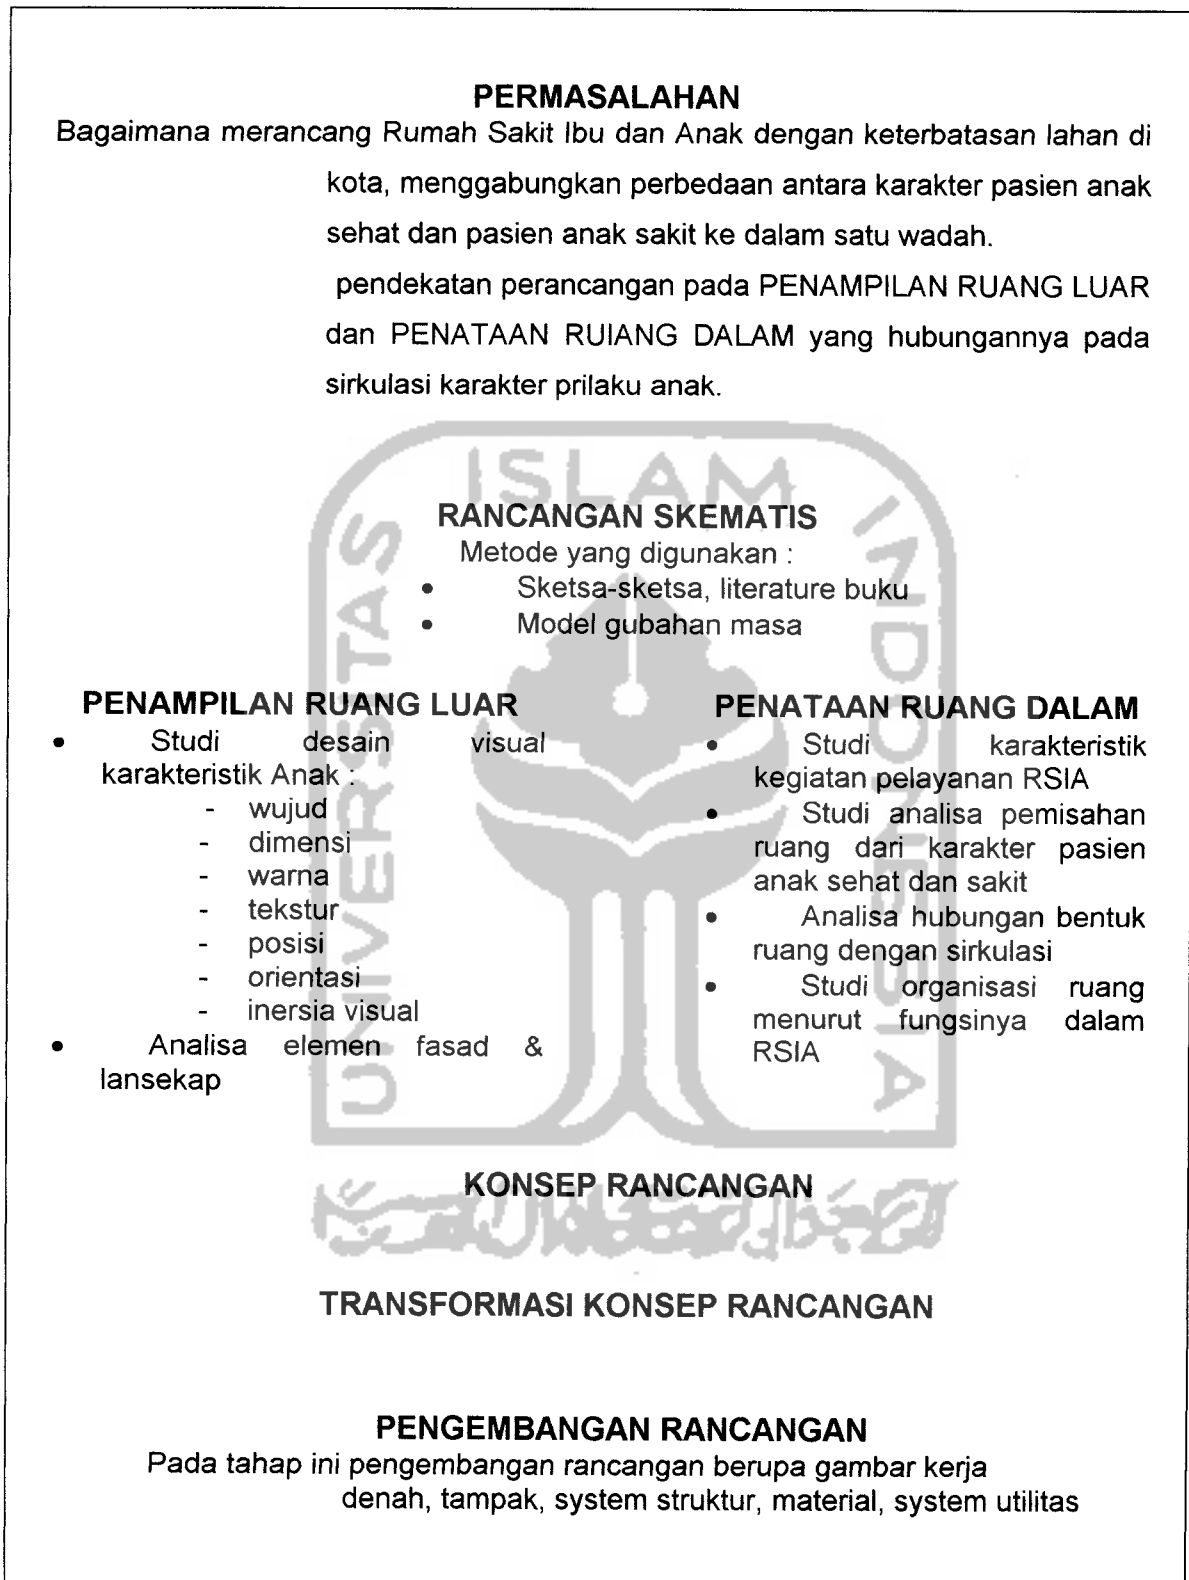 PERMASALAHAN
Bagaimana merancang Rumah Sakit Ibu dan Anak dengan keterbatasan lahan di
kota, menggabungkan perbedaan antara karakter pasien anak
sehat dan pasien anak sakit ke dalam satu wadah.
pendekatan perancangan pada PENAMPILAN RUANG LUAR
dan PENATAAN RUIANG DALAM yang hubungannya pada
sirkulasi karakter prilaku anak.
RANCANGAN SKEMATIS
Metode yang digunakan :
• Sketsa-sketsa, literature buku
• Model gubahan masa
PENAMPILAN RUANG LUAR
• Studi desain visual
karakteristik Anak :
- wujud
- dimensi
- warna
- tekstur
- posisi
- orientasi
- inersia visual
• Analisa elemen fasad &
lansekap
PENATAAN RUANG DALAM
• Studi karakteristik
kegiatan pelayanan RSIA
• Studi analisa pemisahan
ruang dari karakter pasien
anak sehat dan sakit
• Analisa hubungan bentuk
ruang dengan sirkulasi
• Studi organisasi ruang
menurut fungsinya dalam
RSIA
KONSEP RANCANGAN
TRANSFORMASI KONSEP RANCANGAN
PENGEMBANGAN RANCANGAN
Pada tahap ini pengembangan rancangan berupa gambar kerja
denah, tampak, system struktur, material, system utilitas
UNIVERSITAS
ISLAM
INDONESIA